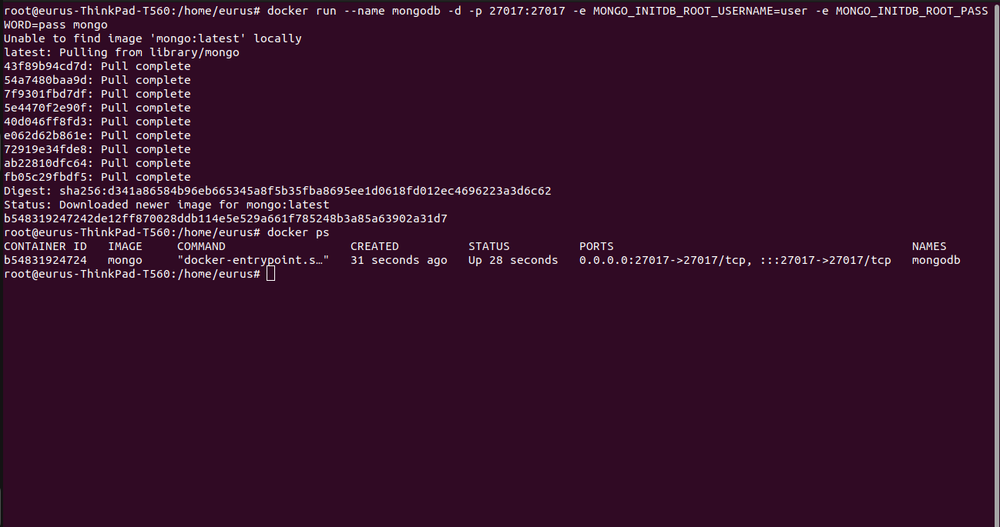 root@eurus-ThinkPad-T560:/home/eurus# docker run --name mongodb -d -p 27017:27017 -e MONGO_INITDB_ROOT_USERNAME=user -e MONGO_INITDB_ROOT_PASS
WORD=pass mongo
Unable to find image 'mongo:latest' locally
latest: Pulling from library/mongo
43f89b94cd7d: Pull complete
54a7480baa9d: Pull complete
7f9301fbd7df: Pull complete
5e4470f2e90f: Pull complete
40d046ff8fd3: Pull complete
e062d62b861e: Pull complete
72919e34fde8: Pull complete
ab22810dfc64: Pull complete
fb05c29fbdf5: Pull complete
Digest: sha256:d341a86584b96eb665345a8f5b35fba8695ee1d0618fd012ec4696223a3d6c62
Status: Downloaded newer image for mongo:latest
b548319247242de12ff870028ddb114e5e529a661f785248b3a85a63902a31d7
root@eurus-ThinkPad-T560:/home/eurus# docker ps
CONTAINER ID   IMAGE     COMMAND                  CREATED          STATUS          PORTS                                           NAMES
b54831924724   mongo     "docker-entrypoint.s…"   31 seconds ago   Up 28 seconds   0.0.0.0:27017->27017/tcp, :::27017->27017/tcp   mongodb
root@eurus-ThinkPad-T560:/home/eurus#